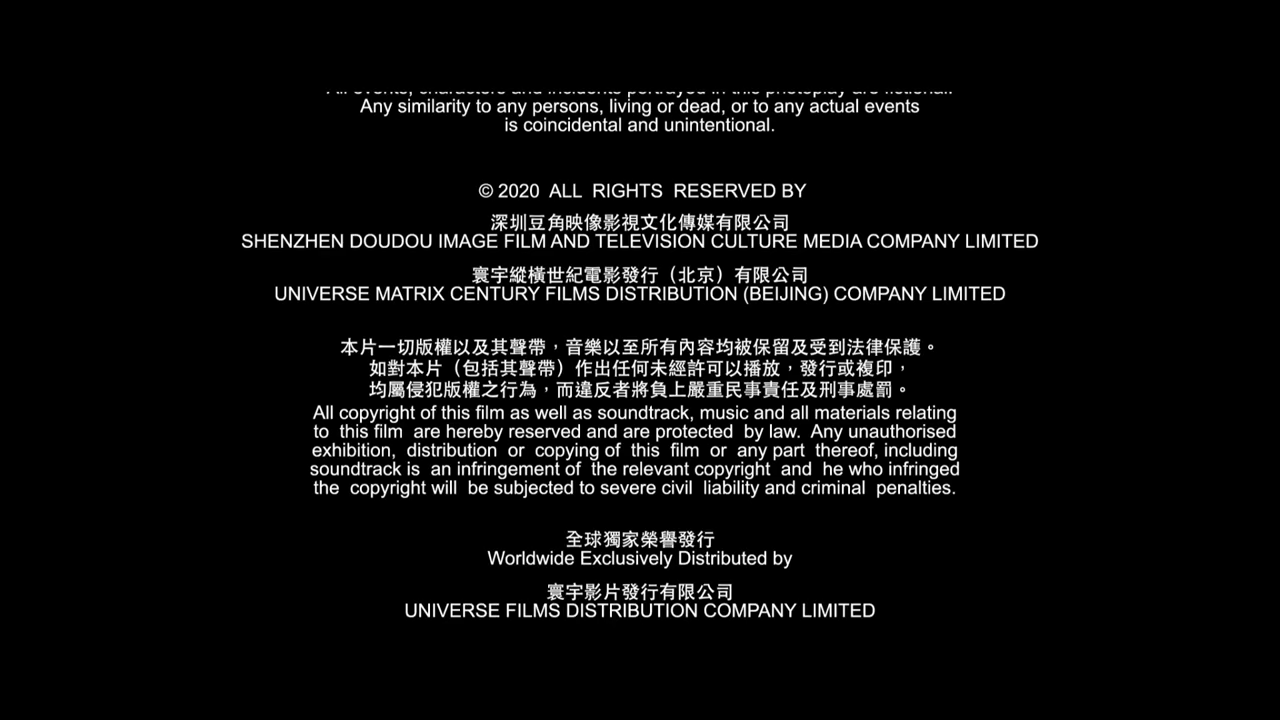 All events, characters and incidents portrayed in this photoplay are fictional.
Any similarity to any persons, living or dead, or to any actual events
is coincidental and unintentional.
© 2020 ALL RIGHTS RESERVED BY
深圳豆角映像影視文化傳媒有限公司
SHENZHEN DOUDOU IMAGE FILM AND TELEVISION CULTURE MEDIA COMPANY LIMITED
寰宇縱橫世紀電影發行（北京）有限公司
UNIVERSE MATRIX CENTURY FILMS DISTRIBUTION (BEIJING) COMPANY LIMITED
本片一切版權以及其聲帶，音樂以至所有內容均被保留及受到法律保護。
如對本片（包括其聲帶）作出任何未經許可以播放，發行或複印，
均屬侵犯版權之行為，而違反者將負上嚴重民事責任及刑事處罰。
All copyright of this film as well as soundtrack, music and all materials relating
to this film are hereby reserved and are protected by law. Any unauthorised
exhibition, distribution or copying of this film or any part thereof, including
soundtrack is an infringement of the relevant copyright and he who infringed
the copyright will be subjected to severe civil liability and criminal penalties.
全球獨家榮譽發行
Worldwide Exclusively Distributed by
寰宇影片發行有限公司
UNIVERSE FILMS DISTRIBUTION COMPANY LIMITED